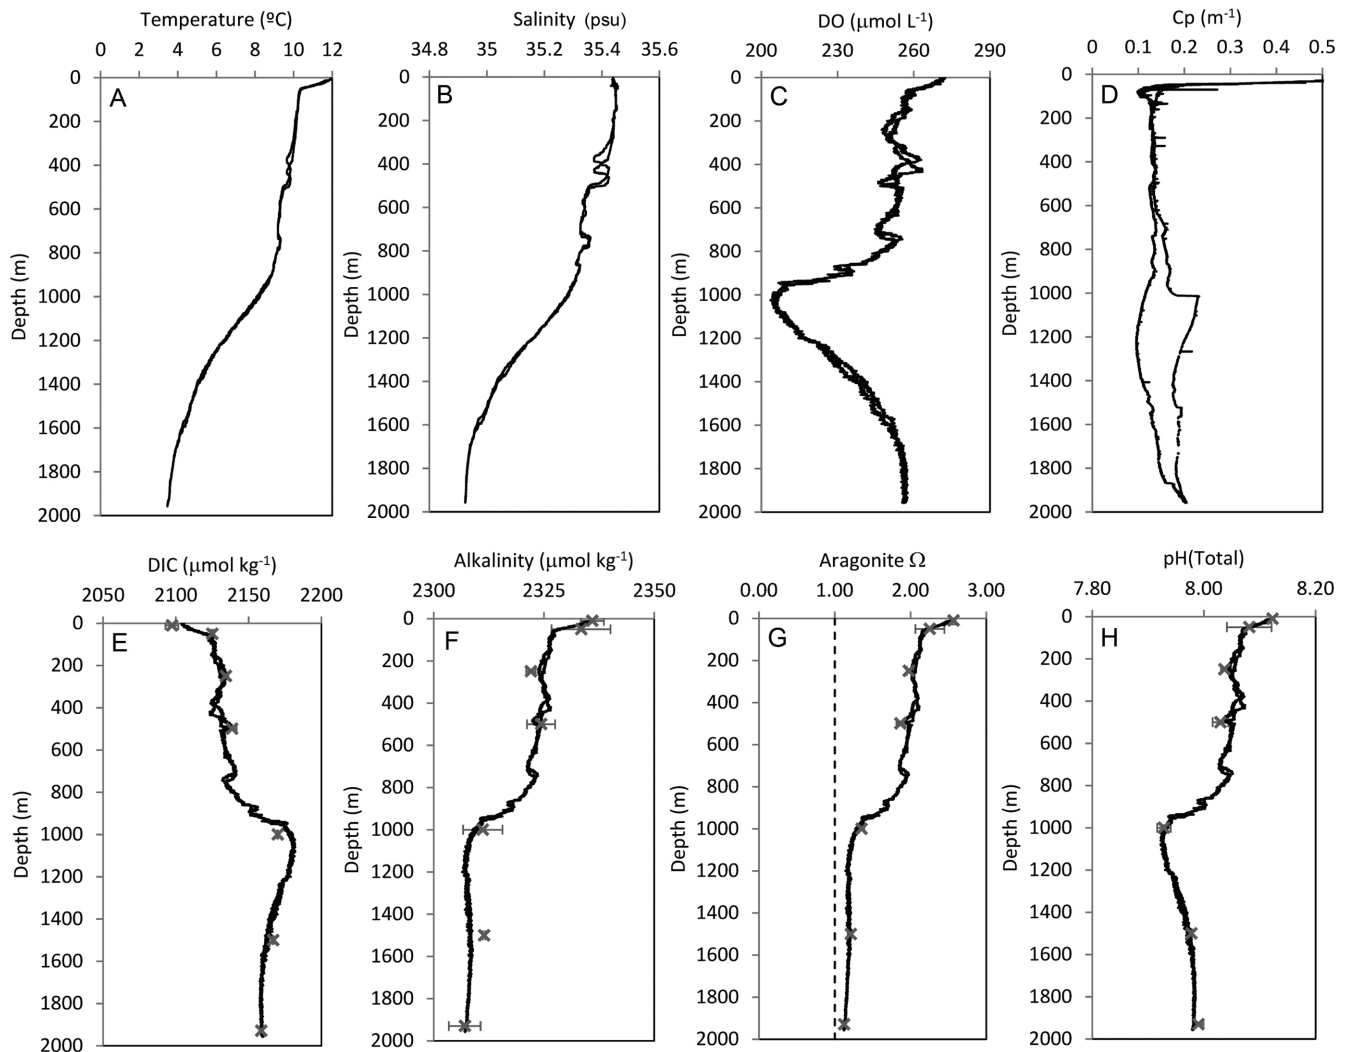 Temperature (ºC)
0 2 4 6 8 10 12
0
200
400
600
800
1000
1200
1400
1600
1800
2000
Depth (m)
A
Salinity (psu)
34.8 35 35.2 35.4 35.6
0
200
400
600
800
1000
1200
1400
1600
1800
2000
Depth (m)
B
DO (μmol L-1)
200 230 260 290
0
200
400
600
800
1000
1200
1400
1600
1800
2000
Depth (m)
C
Cp (m-1)
0 0.1 0.2 0.3 0.4 0.5
0
200
400
600
800
1000
1200
1400
1600
1800
2000
Depth (m)
D
DIC (μmol kg-1)
2050 2100 2150 2200
0
200
400
600
800
1000
1200
1400
1600
1800
2000
Depth (m)
E
Alkalinity (μmol kg-1)
2300 2325 2350
0
200
400
600
800
1000
1200
1400
1600
1800
2000
Depth (m)
F
Aragonite Ω
0.00 1.00 2.00 3.00
0
200
400
600
800
1000
1200
1400
1600
1800
2000
Depth (m)
G
pH(Total)
7.80 8.00 8.20
0
200
400
600
800
1000
1200
1400
1600
1800
2000
Depth (m)
H